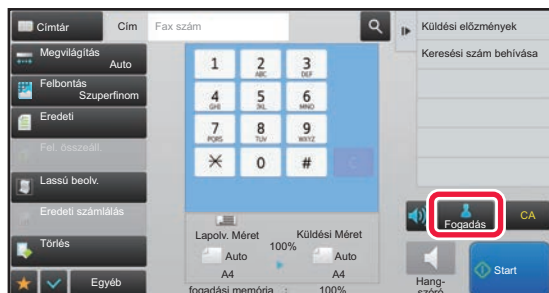 Címtár
Cím
Fax szám
Megvilágítás
Auto
Felbontás
Szuperfinom
Eredeti
Fel. összeáll.
Lassú beolv.
Eredeti számlálás
Törlés
Egyéb
1 2 3
ABC DEF
4 5 6
GHI JKL MNO
7 8 9
PQRS TUV WXYZ
0 #
C
Lapolv. Méret
100%
Küldési Méret
Auto
Auto
A4
A4
fogadási memória : 100%
Küldési előzmények
Keresési szám behívása
Fogadás
CA
Hang-
szóró
Start